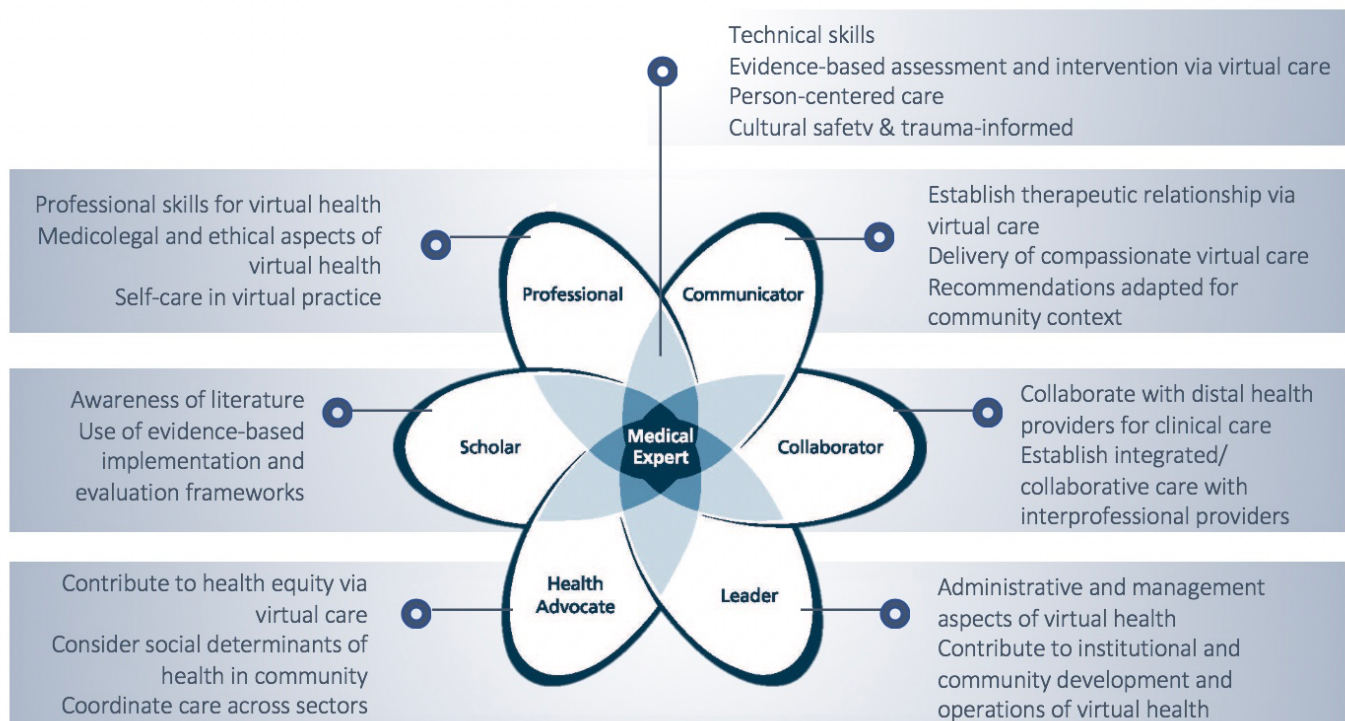 Technical skills
Evidence-based assessment and intervention via virtual care
Person-centered care
Cultural safetv & trauma-informed
Professional skills for virtual health
Medicolegal and ethical aspects of
virtual health
Self-care in virtual practice
Establish therapeutic relationship via
virtual care
Delivery of compassionate virtual care
Recommendations adapted for
community context
Professional
Communicator
Awareness of literature
Use of evidence-based
implementation and
evaluation frameworks
Scholar
Medical
Expert
Collaborator
Collaborate with distal health
providers for clinical care
Establish integrated/
collaborative care with
interprofessional providers
Contribute to health equity via
virtual care
Consider social determinants of
health in community
Coordinate care across sectors
Health
Advocate
Leader
Administrative and management
aspects of virtual health
Contribute to institutional and
community development and
operations of virtual health